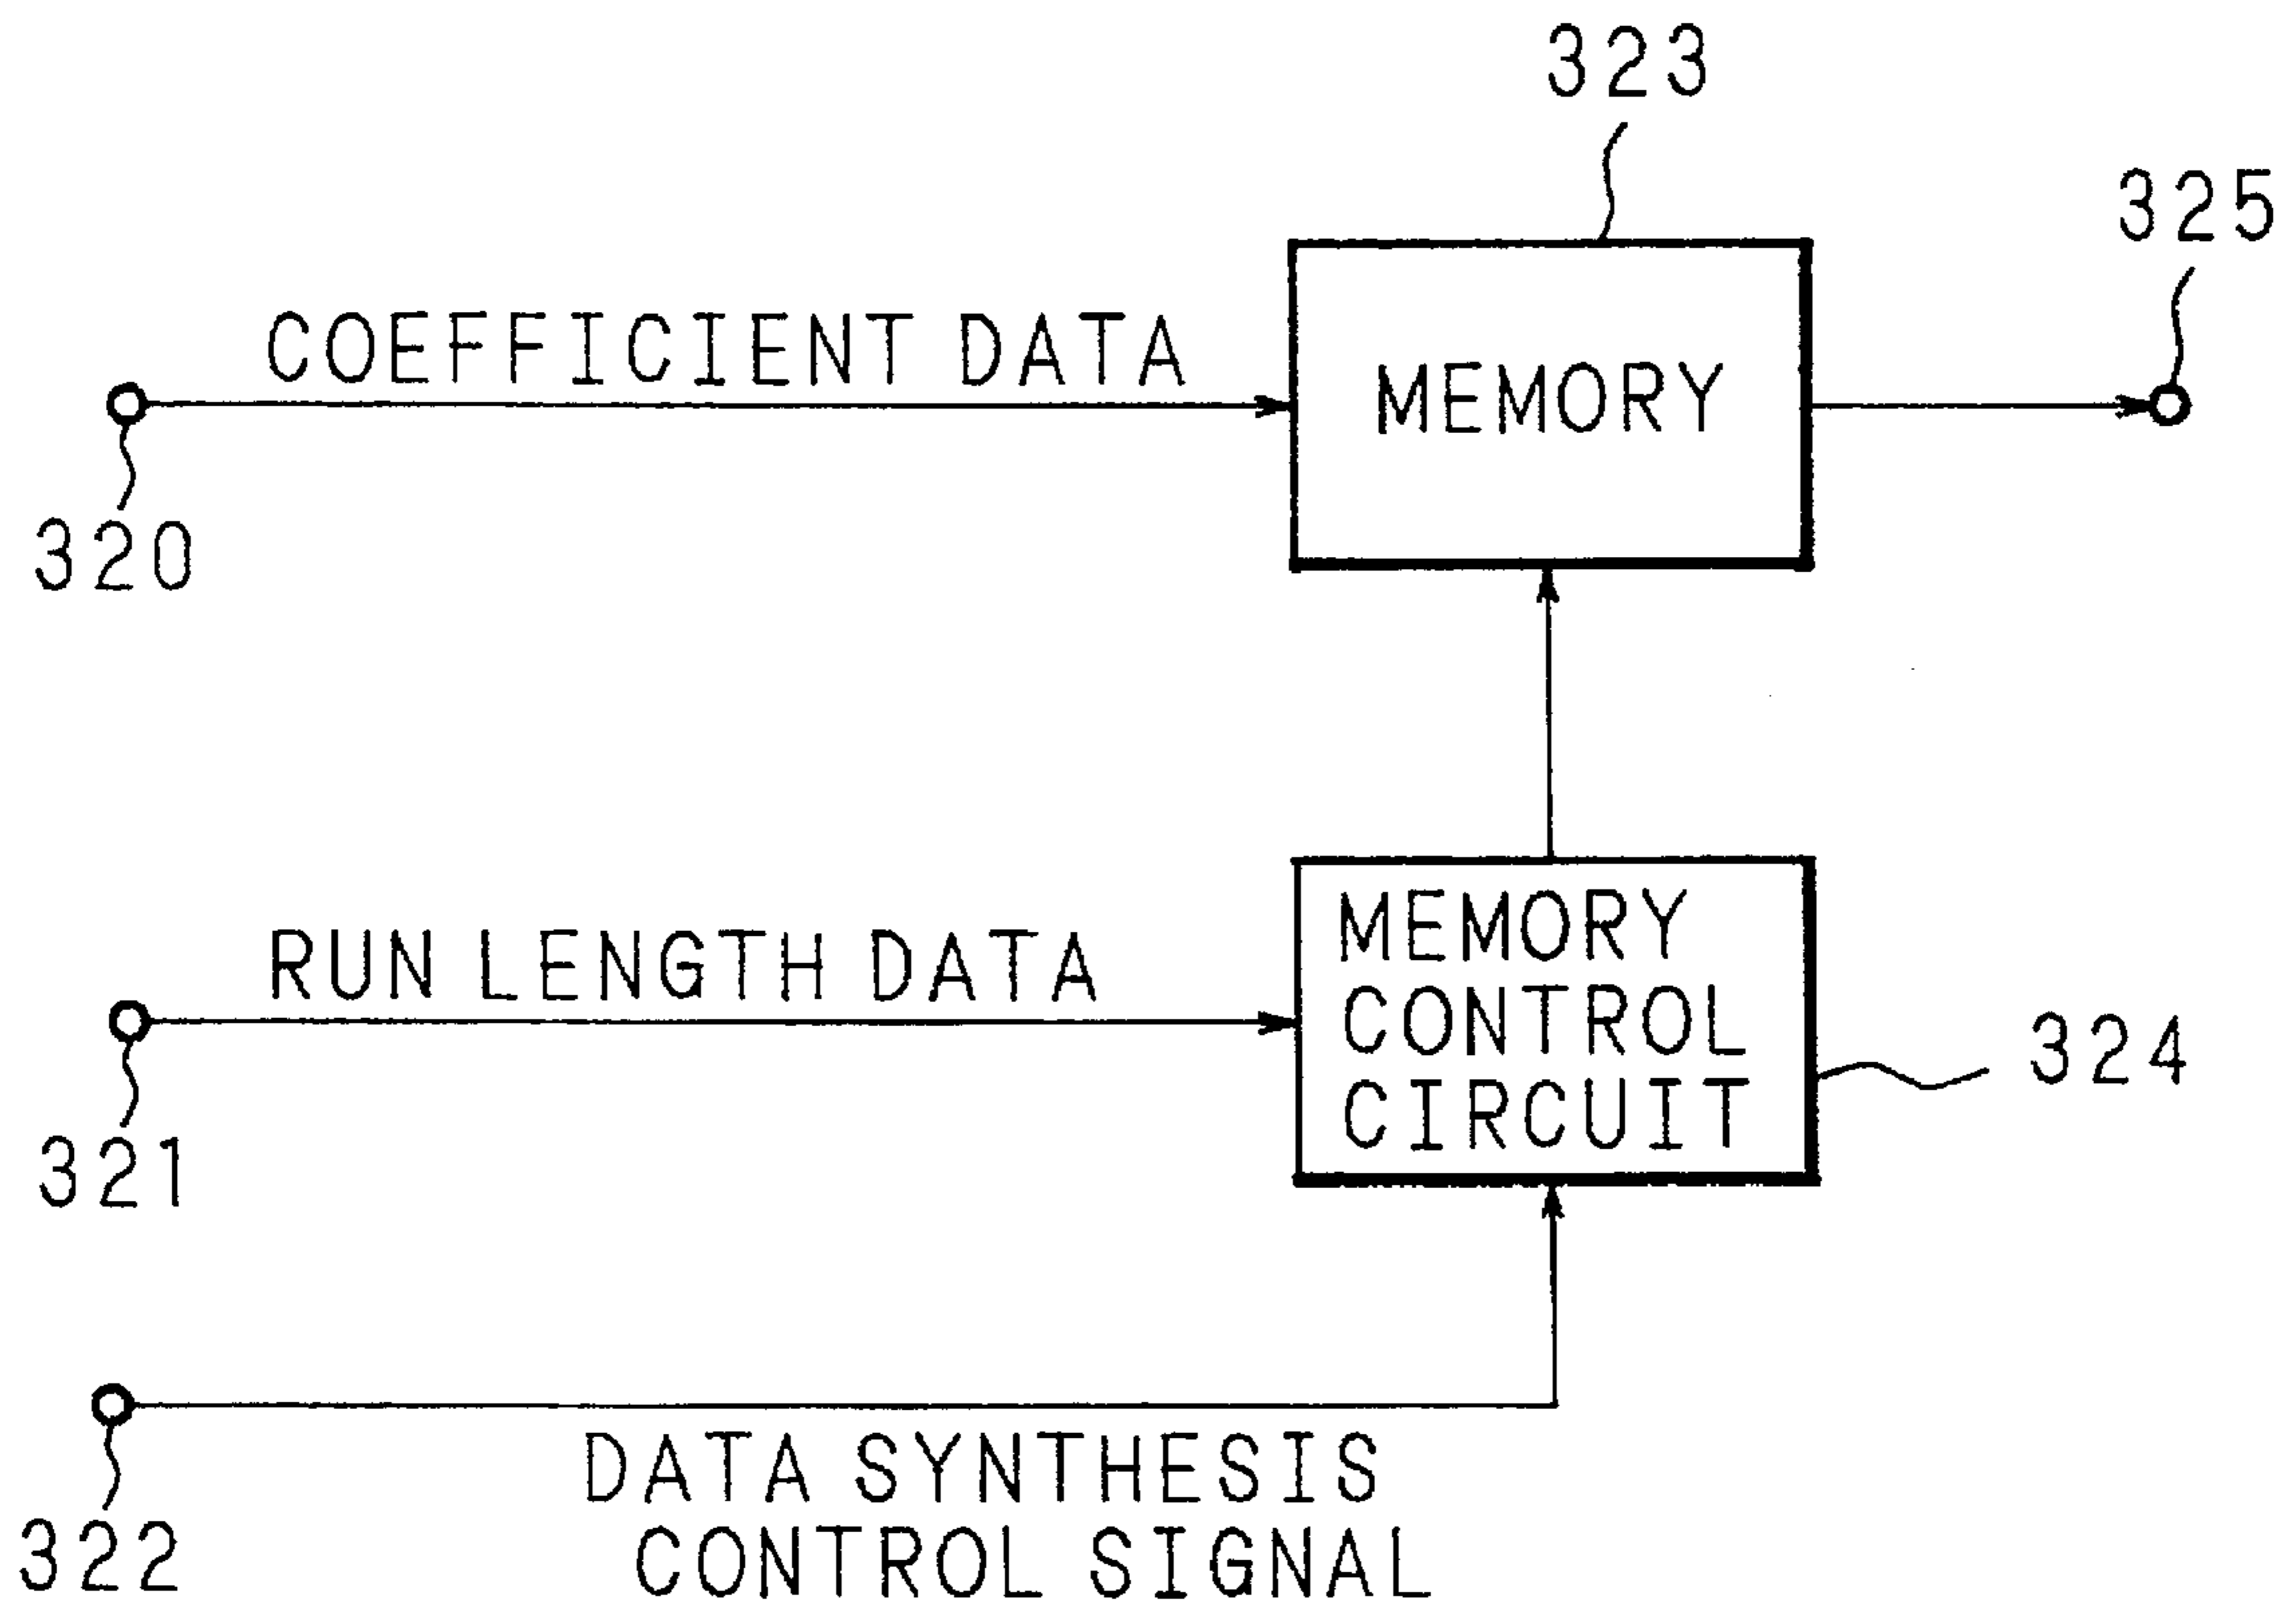 323
325
COEFFICIENT DATA
MEMORY
320
RUN LENGTH DATA
MEMORY
CONTROL
CIRCUIT
324
321
DATA SYNTHESIS
CONTROL SIGNAL
322